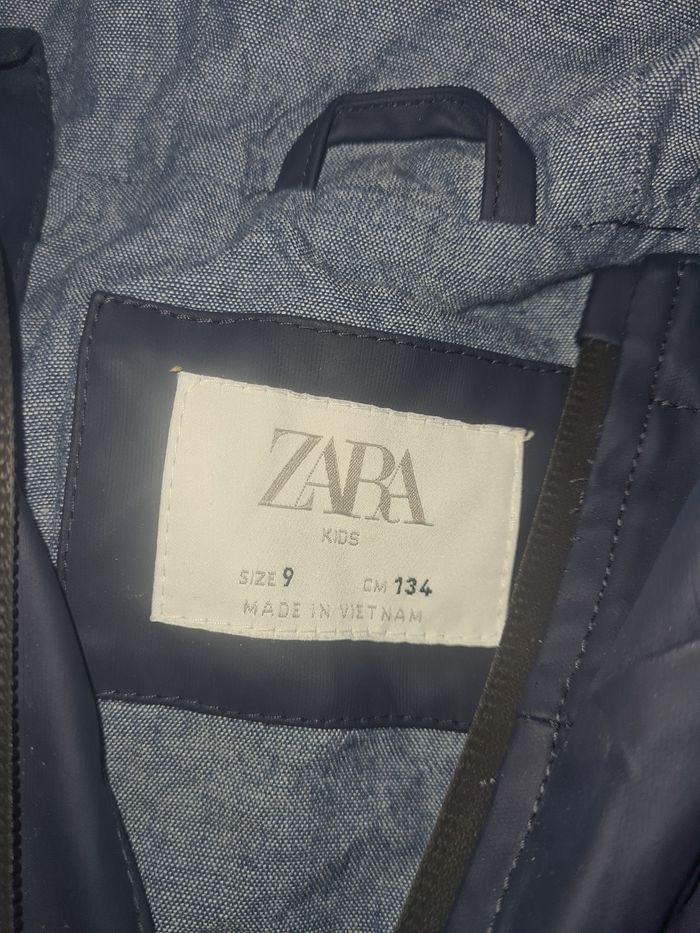 ZARA
KIDS
SIZE 9 CM 134
MADE IN VIETNAM